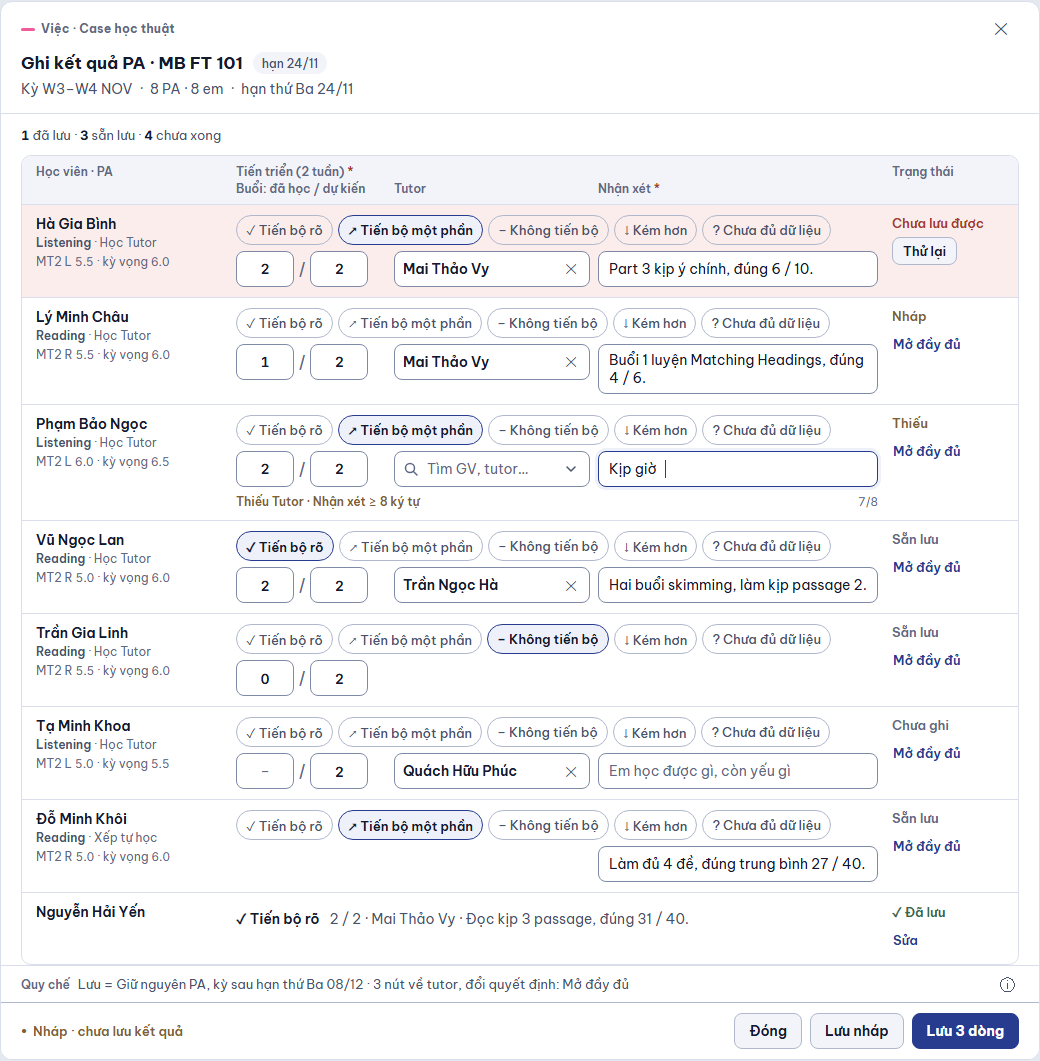 Việc · Case học thuật
Ghi kết quả PA · MB FT 101 hạn 24/11
Kỳ W3–W4 NOV · 8 PA · 8 em · hạn thứ Ba 24/11
1 đã lưu · 3 sẵn lưu · 4 chưa xong
Học viên · PA
Tiến triển (2 tuần) *
Buổi: đã học / dự kiến
Tutor
Nhận xét *
Trạng thái
Hà Gia Bình
Listening · Học Tutor
MT2 L 5.5 · kỳ vọng 6.0
✓ Tiến bộ rõ ↗ Tiến bộ một phần – Không tiến bộ ↓ Kém hơn ? Chưa đủ dữ liệu
2 / 2 Mai Thảo Vy Part 3 kịp ý chính, đúng 6 / 10.
Chưa lưu được
Thử lại
Lý Minh Châu
Reading · Học Tutor
MT2 R 5.5 · kỳ vọng 6.0
✓ Tiến bộ rõ ↗ Tiến bộ một phần – Không tiến bộ ↓ Kém hơn ? Chưa đủ dữ liệu
1 / 2 Mai Thảo Vy
Buổi 1 luyện Matching Headings, đúng
4 / 6.
Nháp
Mở đầy đủ
Phạm Bảo Ngọc
Listening · Học Tutor
MT2 L 6.0 · kỳ vọng 6.5
✓ Tiến bộ rõ ↗ Tiến bộ một phần – Không tiến bộ ↓ Kém hơn ? Chưa đủ dữ liệu
2 / 2 Tìm GV, tutor... Kịp giờ
Thiếu Tutor · Nhận xét ≥ 8 ký tự 7/8
Thiếu
Mở đầy đủ
Vũ Ngọc Lan
Reading · Học Tutor
MT2 R 5.0 · kỳ vọng 6.0
✓ Tiến bộ rõ ↗ Tiến bộ một phần – Không tiến bộ ↓ Kém hơn ? Chưa đủ dữ liệu
2 / 2 Trần Ngọc Hà Hai buổi skimming, làm kịp passage 2.
Sẵn lưu
Mở đầy đủ
Trần Gia Linh
Reading · Học Tutor
MT2 R 5.5 · kỳ vọng 6.0
✓ Tiến bộ rõ ↗ Tiến bộ một phần – Không tiến bộ ↓ Kém hơn ? Chưa đủ dữ liệu
0 / 2
Sẵn lưu
Mở đầy đủ
Tạ Minh Khoa
Listening · Học Tutor
MT2 L 5.0 · kỳ vọng 5.5
✓ Tiến bộ rõ ↗ Tiến bộ một phần – Không tiến bộ ↓ Kém hơn ? Chưa đủ dữ liệu
– / 2 Quách Hữu Phúc Em học được gì, còn yếu gì
Chưa ghi
Mở đầy đủ
Đỗ Minh Khôi
Reading · Xếp tự học
MT2 R 5.0 · kỳ vọng 6.0
✓ Tiến bộ rõ ↗ Tiến bộ một phần – Không tiến bộ ↓ Kém hơn ? Chưa đủ dữ liệu
Làm đủ 4 đề, đúng trung bình 27 / 40.
Sẵn lưu
Mở đầy đủ
Nguyễn Hải Yến
✓ Tiến bộ rõ 2 / 2 · Mai Thảo Vy · Đọc kịp 3 passage, đúng 31 / 40.
✓ Đã lưu
Sửa
Quy chế Lưu = Giữ nguyên PA, kỳ sau hạn thứ Ba 08/12 · 3 nút về tutor, đổi quyết định: Mở đầy đủ
• Nháp · chưa lưu kết quả
Đóng Lưu nháp Lưu 3 dòng